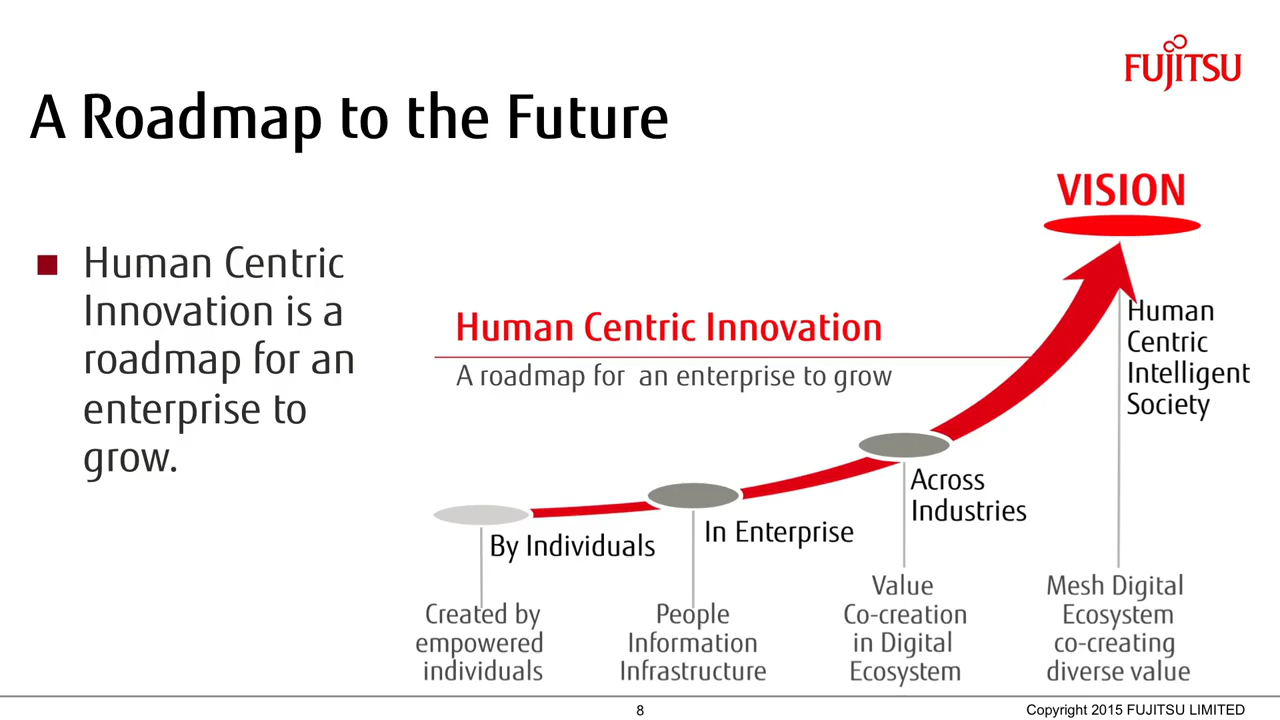 FUJITSU
A Roadmap to the Future
Human Centric
Innovation is a
roadmap for an
enterprise to
grow.
VISION
Human Centric Innovation
A roadmap for an enterprise to grow
Human
Centric
Intelligent
Society
Across
Industries
In Enterprise
By Individuals
Created by
empowered
individuals
People
Information
Infrastructure
Value
Co-creation
in Digital
Ecosystem
Mesh Digital
Ecosystem
co-creating
diverse value
8
Copyright 2015 FUJITSU LIMITED